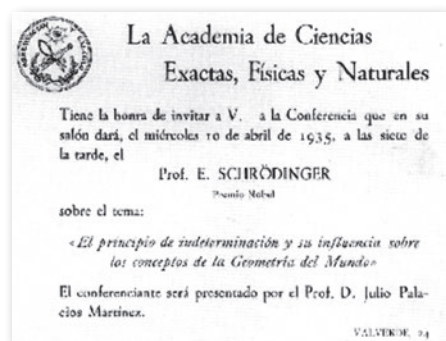 La Academia de Ciencias
Exactas, Físicas y Naturales
Tiene la honra de invitar a V. a la Conferencia que en su
salón dará, el miércoles 10 de abril de 1935, a las siete de
la tarde, el
Prof. E. SCHRÖDINGER
Premio Nobel
sobre el tema:
«El principio de indeterminación y su influencia sobre
los conceptos de la Geometría del Mundo»
El conferenciante será presentado por el Prof. D. Julio Pala-
cios Martínez.
VALVERDE, 24